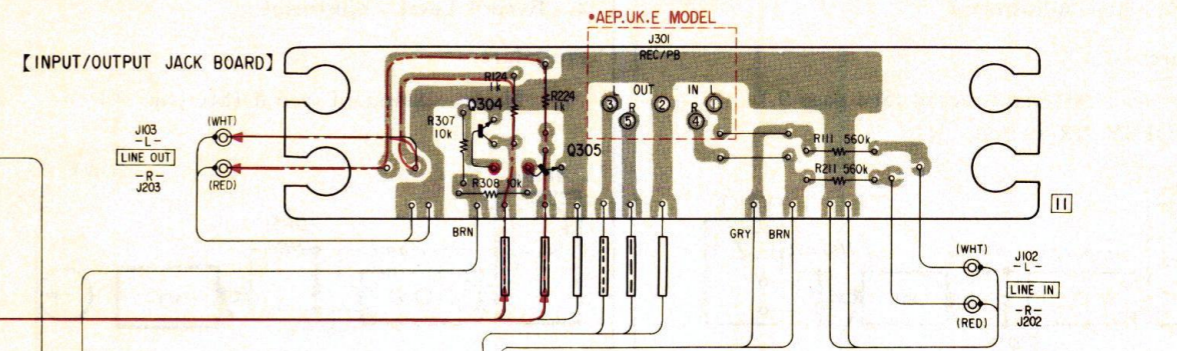 •AEP.UK.E MODEL
【INPUT/OUTPUT JACK BOARD】
J301
REC/PB
OUT IN
L L
3 2 1
R R
5 4
R124
1k
R224
1k
Q304
R307
10k
Q305
R308 10k
R111 560k
R211 560k
J103
-L-
LINE OUT
-R-
J203
(WHT)
(RED)
BRN
GRY BRN
11
(WHT)
(RED)
J102
-L-
LINE IN
-R-
J202